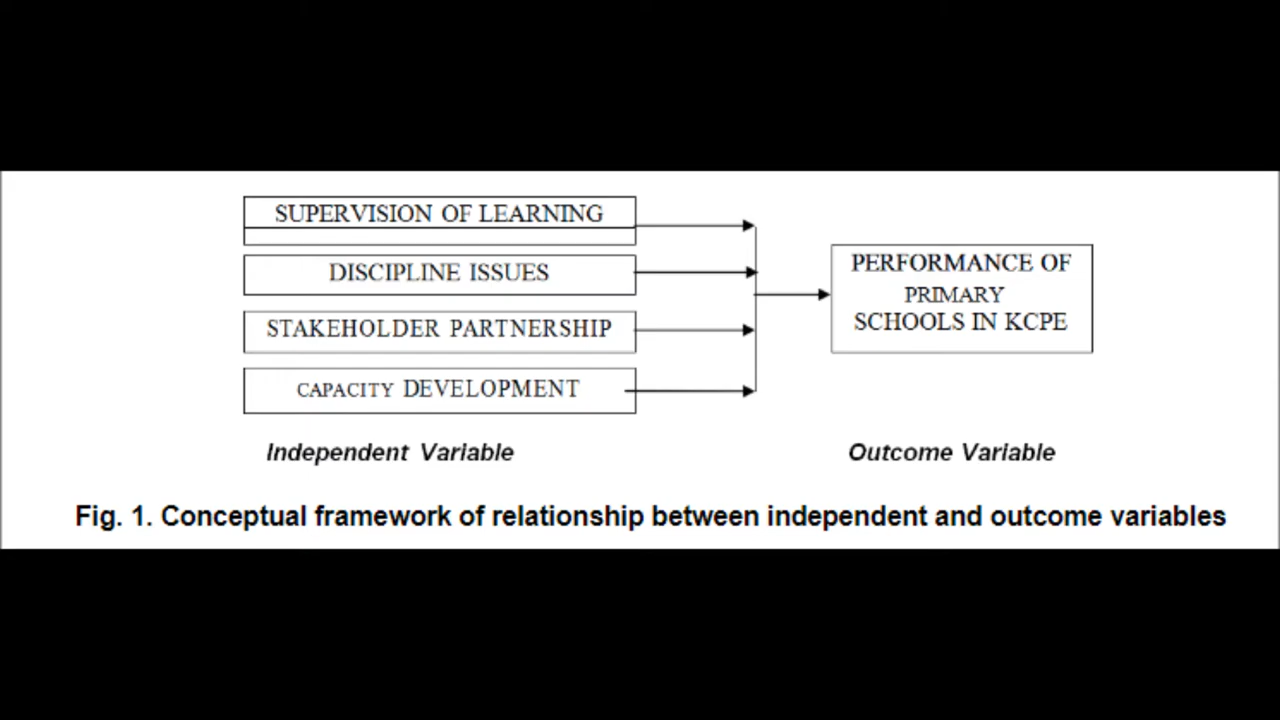 SUPERVISION OF LEARNING
DISCIPLINE ISSUES
STAKEHOLDER PARTNERSHIP
CAPACITY DEVELOPMENT
PERFORMANCE OF
PRIMARY
SCHOOLS IN KCPE
Independent Variable
Outcome Variable
Fig. 1. Conceptual framework of relationship between independent and outcome variables